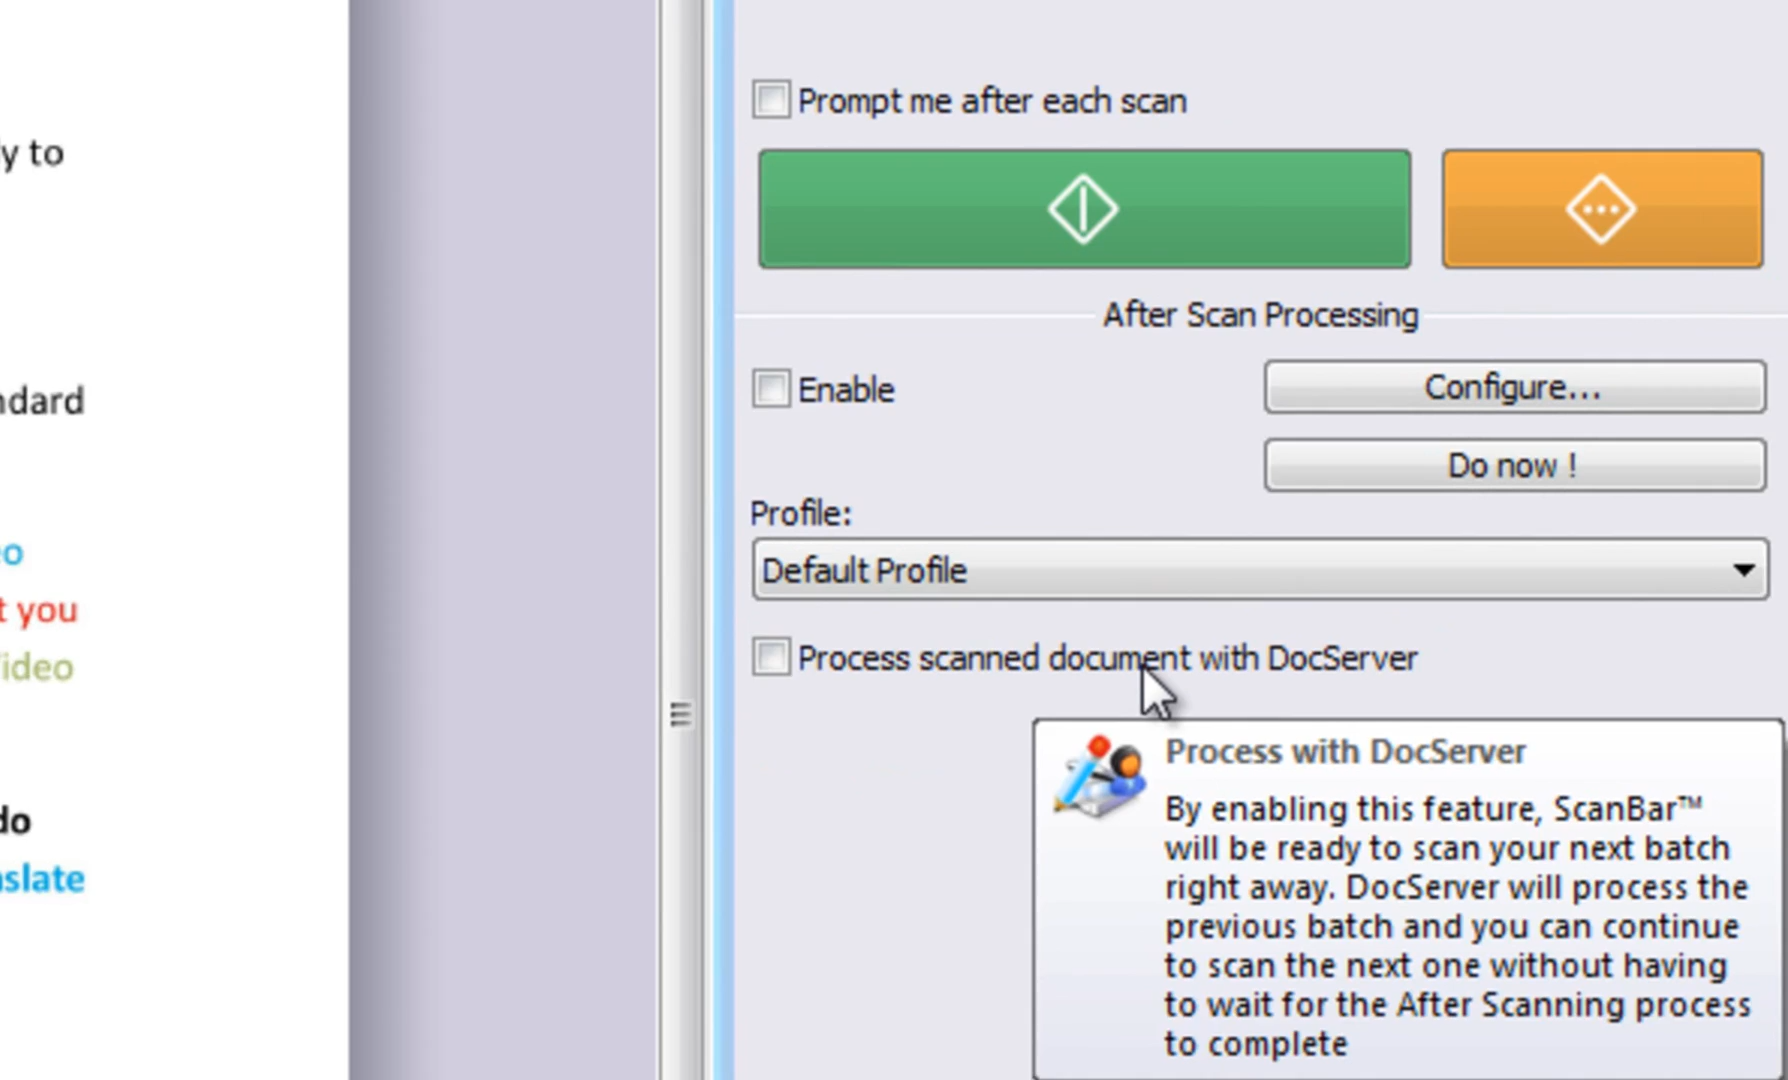 y to
ndard
eo
t you
ideo
do
slate
Prompt me after each scan
After Scan Processing
Enable
Configure...
Do now !
Profile:
Default Profile
Process scanned document with DocServer
Process with DocServer
By enabling this feature, ScanBar™
will be ready to scan your next batch
right away. DocServer will process the
previous batch and you can continue
to scan the next one without having
to wait for the After Scanning process
to complete